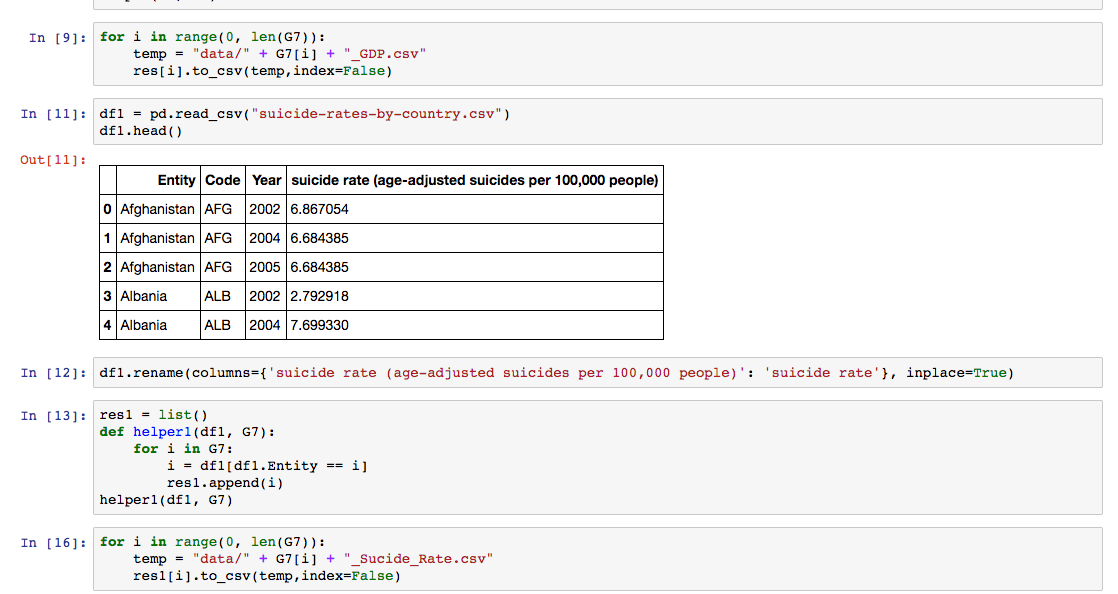 In [9]: for i in range(0, len(G7)):
    temp = "data/" + G7[i] + "_GDP.csv"
    res[i].to_csv(temp,index=False)
In [11]: df1 = pd.read_csv("suicide-rates-by-country.csv")
df1.head()
Out[11]:
Entity Code Year suicide rate (age-adjusted suicides per 100,000 people)
0 Afghanistan AFG 2002 6.867054
1 Afghanistan AFG 2004 6.684385
2 Afghanistan AFG 2005 6.684385
3 Albania ALB 2002 2.792918
4 Albania ALB 2004 7.699330
In [12]: df1.rename(columns={'suicide rate (age-adjusted suicides per 100,000 people)': 'suicide rate'}, inplace=True)
In [13]: res1 = list()
def helper1(df1, G7):
    for i in G7:
        i = df1[df1.Entity == i]
        res1.append(i)
helper1(df1, G7)
In [16]: for i in range(0, len(G7)):
    temp = "data/" + G7[i] + "_Sucide_Rate.csv"
    res1[i].to_csv(temp,index=False)